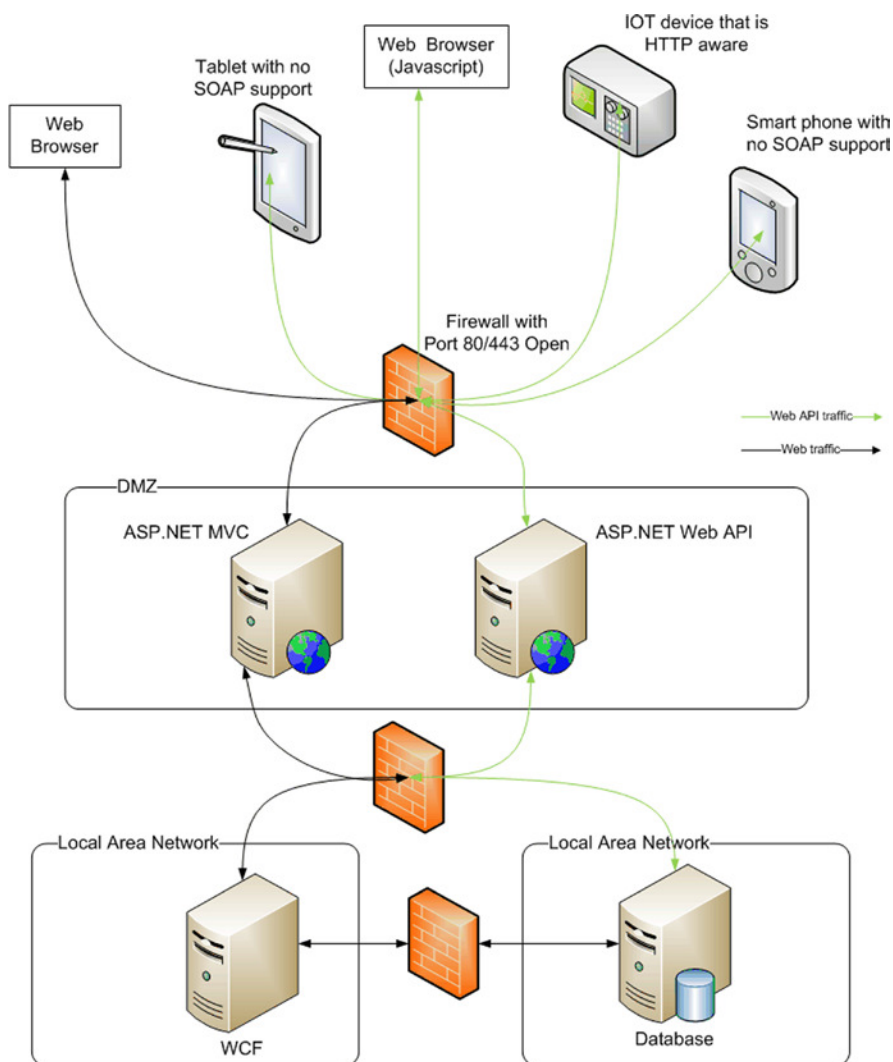 IOT device that is
HTTP aware
Web Browser
(Javascript)
Tablet with no
SOAP support
Web
Browser
Smart phone with
no SOAP support
Firewall with
Port 80/443 Open
Web API traffic
Web traffic
DMZ
ASP.NET MVC
ASP.NET Web API
Local Area Network
Local Area Network
WCF
Database